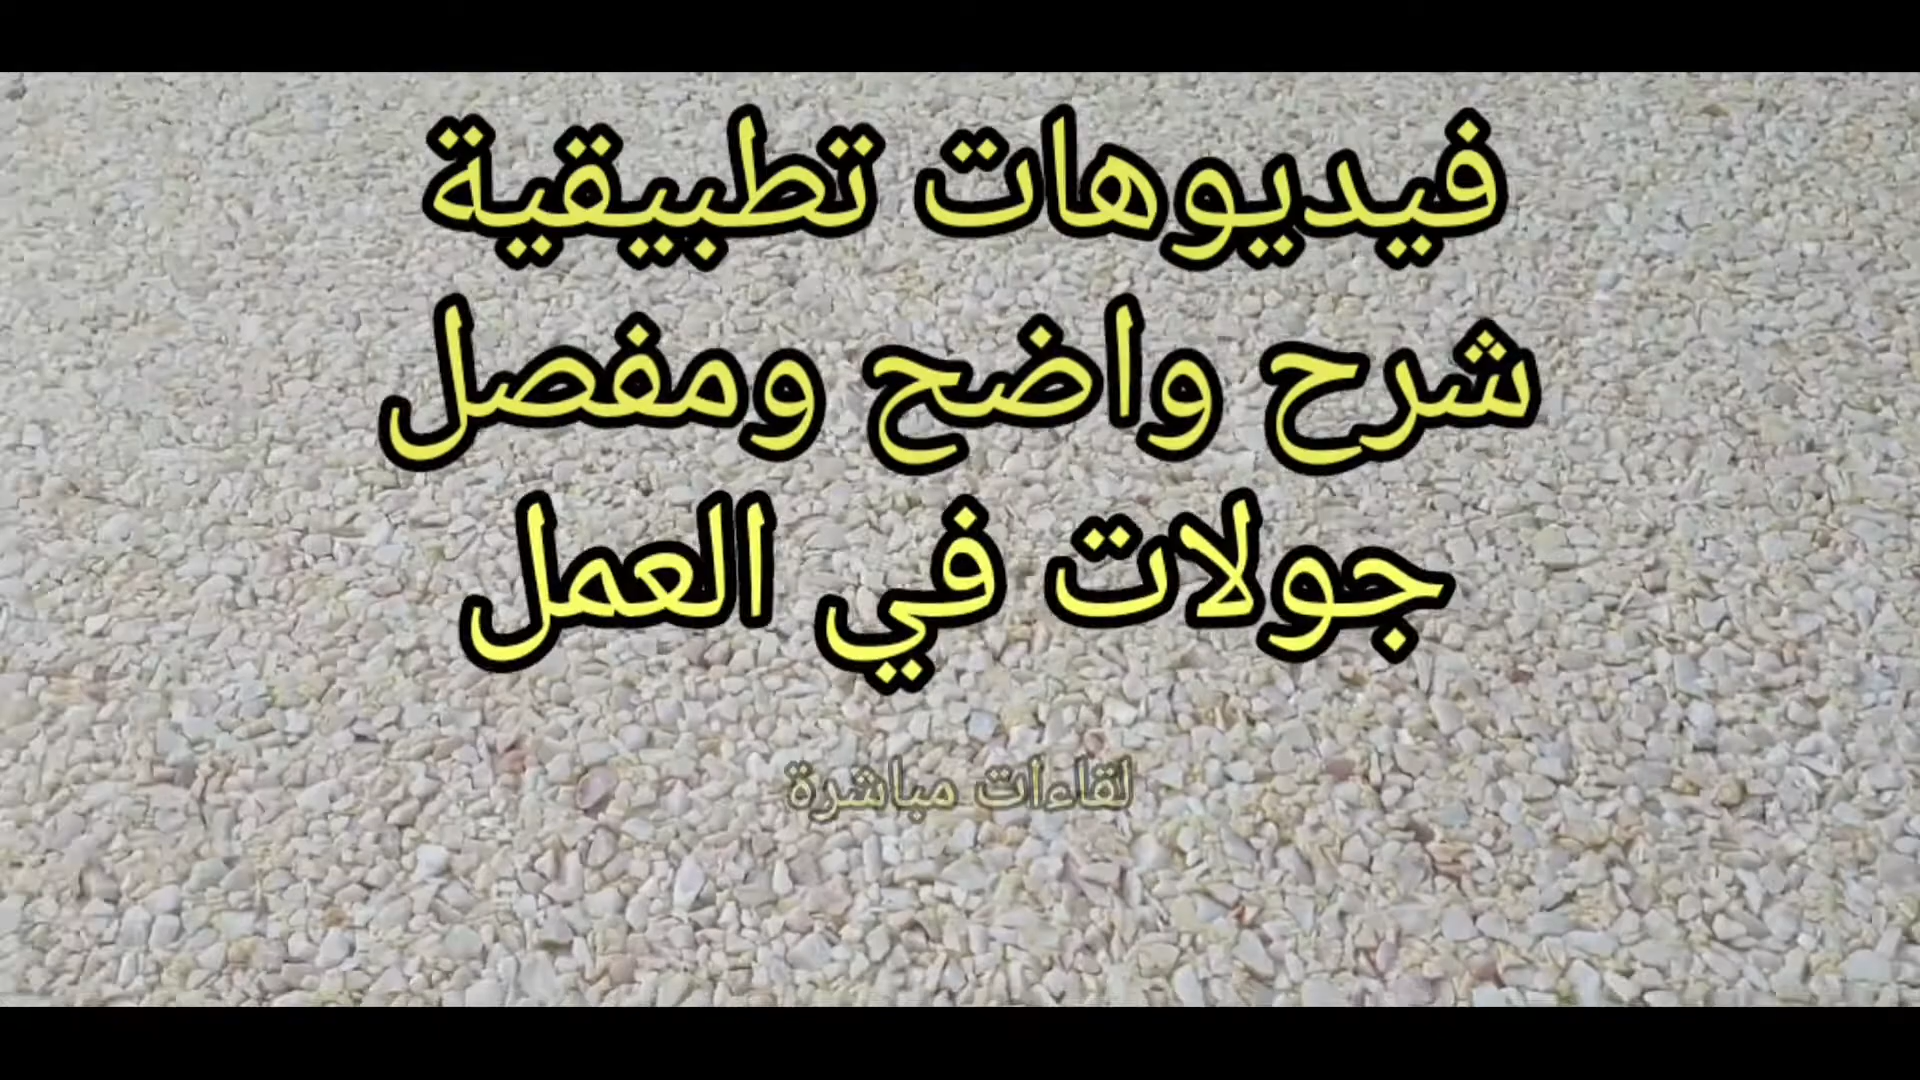 فيديوهات تطبيقية
شرح واضح ومفصل
جولات في العمل
لقاءات مباشرة